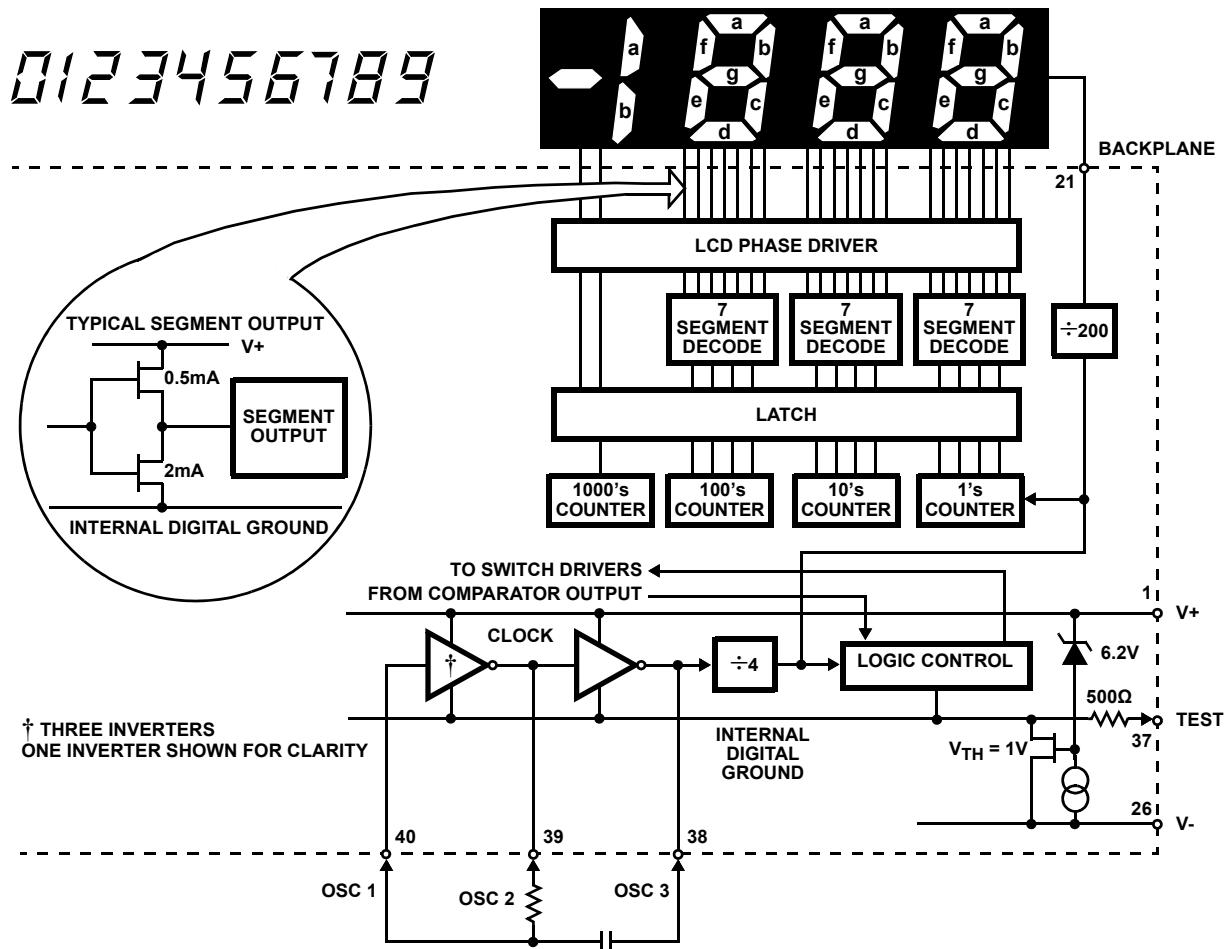 0123456789
a
b
a
f
b
g
e
c
d
a
f
b
g
e
c
d
a
f
b
g
e
c
d
BACKPLANE
21
LCD PHASE DRIVER
TYPICAL SEGMENT OUTPUT
V+
0.5mA
SEGMENT
OUTPUT
2mA
INTERNAL DIGITAL GROUND
7
SEGMENT
DECODE
7
SEGMENT
DECODE
7
SEGMENT
DECODE
÷200
LATCH
1000's
COUNTER
100's
COUNTER
10's
COUNTER
1's
COUNTER
TO SWITCH DRIVERS
FROM COMPARATOR OUTPUT
1
V+
CLOCK
†
÷4
LOGIC CONTROL
6.2V
500Ω
TEST
37
† THREE INVERTERS
ONE INVERTER SHOWN FOR CLARITY
INTERNAL
DIGITAL
GROUND
VTH = 1V
26
V-
40
39
38
OSC 1
OSC 2
OSC 3